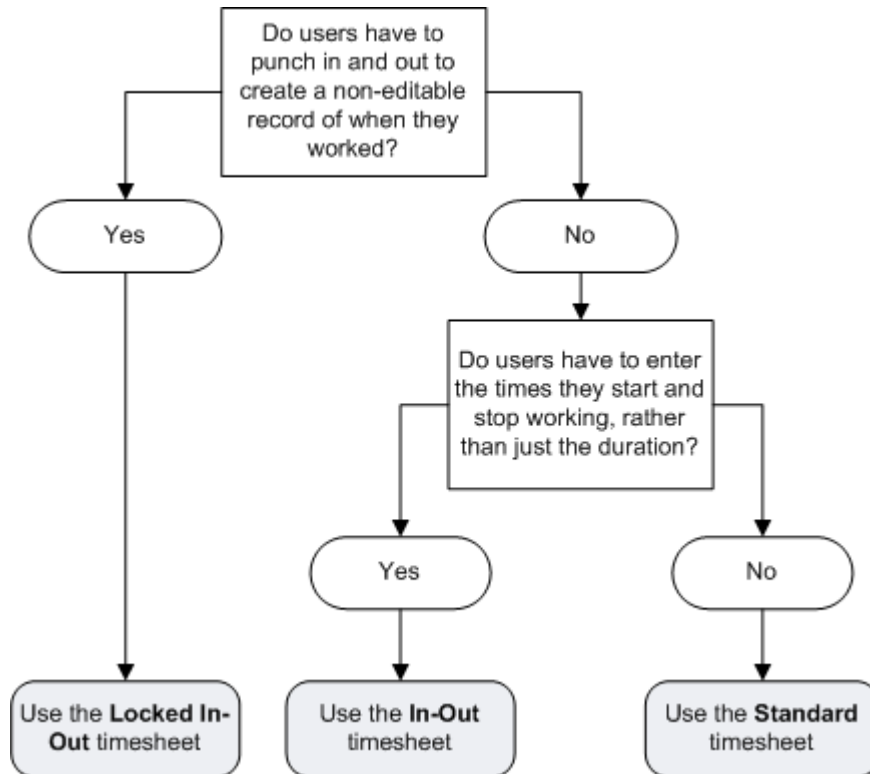 Do users have to
punch in and out to
create a non-editable
record of when they
worked?
Yes
No
Do users have to enter
the times they start and
stop working, rather
than just the duration?
Yes
No
Use the Locked In-
Out timesheet
Use the In-Out
timesheet
Use the Standard
timesheet